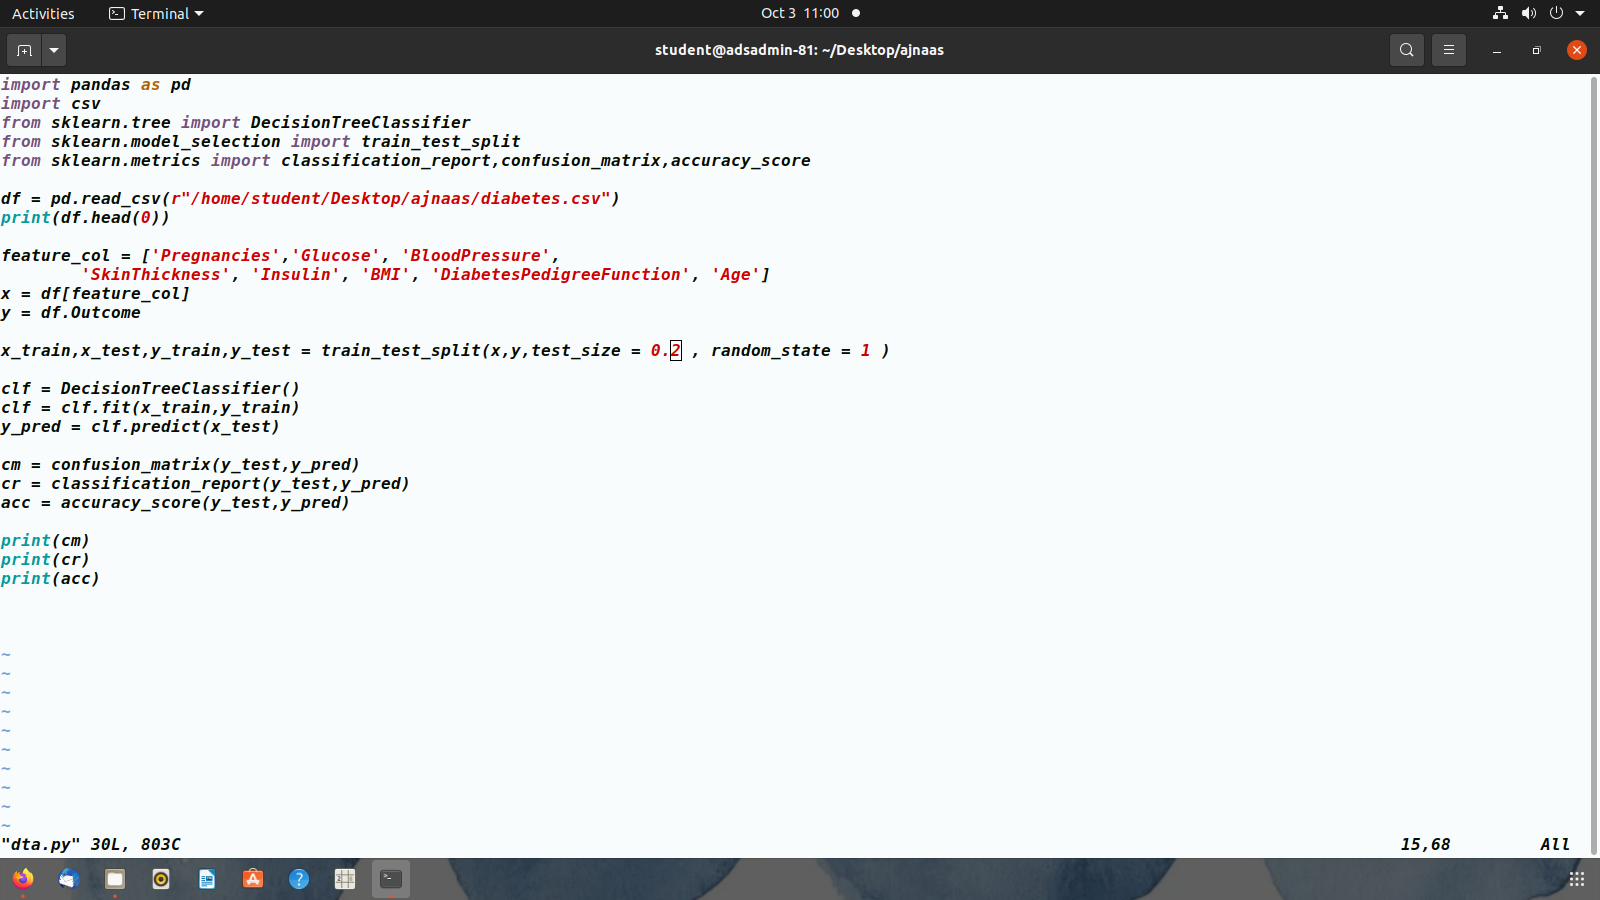 Activities Terminal Oct 3 11:00
student@adsadmin-81: ~/Desktop/ajnaas
import pandas as pd
import csv
from sklearn.tree import DecisionTreeClassifier
from sklearn.model_selection import train_test_split
from sklearn.metrics import classification_report,confusion_matrix,accuracy_score
df = pd.read_csv(r"/home/student/Desktop/ajnaas/diabetes.csv")
print(df.head(0))
feature_col = ['Pregnancies','Glucose', 'BloodPressure',
'SkinThickness', 'Insulin', 'BMI', 'DiabetesPedigreeFunction', 'Age']
x = df[feature_col]
y = df.Outcome
x_train,x_test,y_train,y_test = train_test_split(x,y,test_size = 0.2 , random_state = 1 )
clf = DecisionTreeClassifier()
clf = clf.fit(x_train,y_train)
y_pred = clf.predict(x_test)
cm = confusion_matrix(y_test,y_pred)
cr = classification_report(y_test,y_pred)
acc = accuracy_score(y_test,y_pred)
print(cm)
print(cr)
print(acc)
~
~
~
~
~
~
~
~
~
~
"dta.py" 30L, 803C 15,68 All